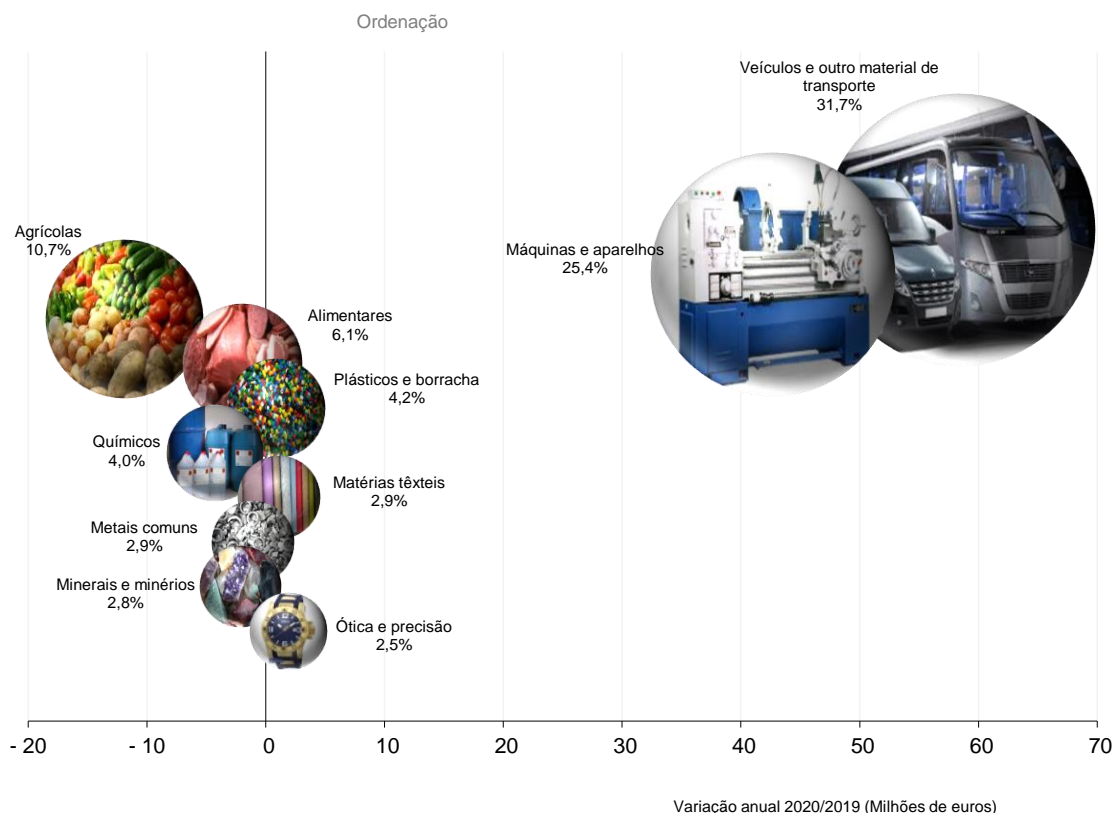 Ordenação
Veículos e outro material de
transporte
31,7%
Agrícolas
10,7%
Máquinas e aparelhos
25,4%
Alimentares
6,1%
Plásticos e borracha
4,2%
Químicos
4,0%
Matérias têxteis
2,9%
Metais comuns
2,9%
Minerais e minérios
2,8%
Ótica e precisão
2,5%
- 20 - 10 0 10 20 30 40 50 60 70
Variação anual 2020/2019 (Milhões de euros)